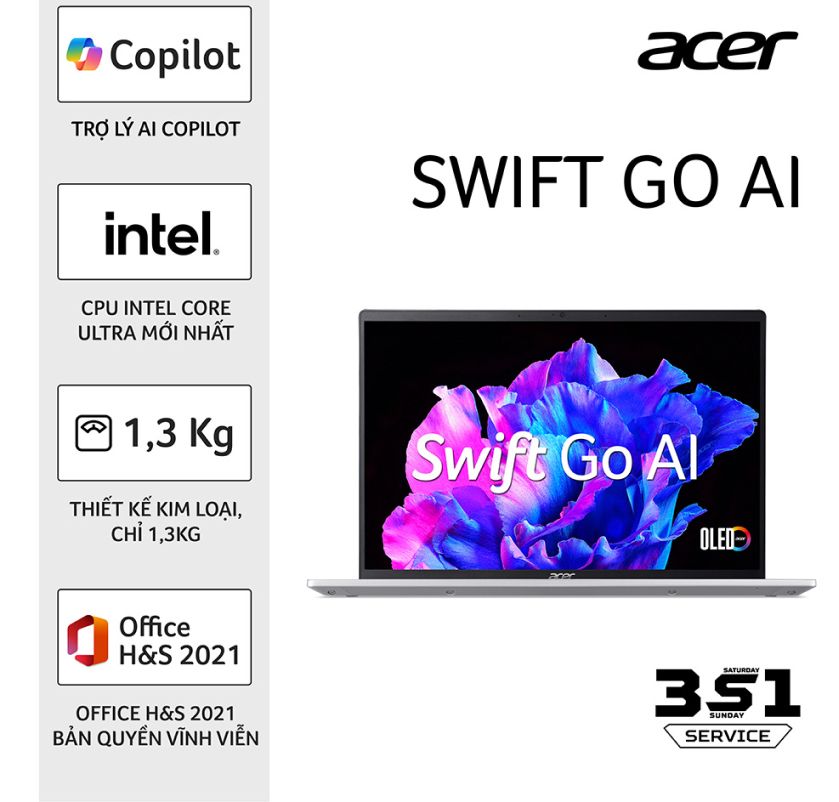 Copilot
TRỢ LÝ AI COPILOT
intel.
CPU INTEL CORE
ULTRA MỚI NHẤT
1,3 Kg
THIẾT KẾ KIM LOẠI,
CHỈ 1,3KG
Office
H&S 2021
OFFICE H&S 2021
BẢN QUYỀN VĨNH VIỄN
acer
SWIFT GO AI
Swift Go AI
OLED acer
acer
SATURDAY
3S1
SUNDAY
SERVICE